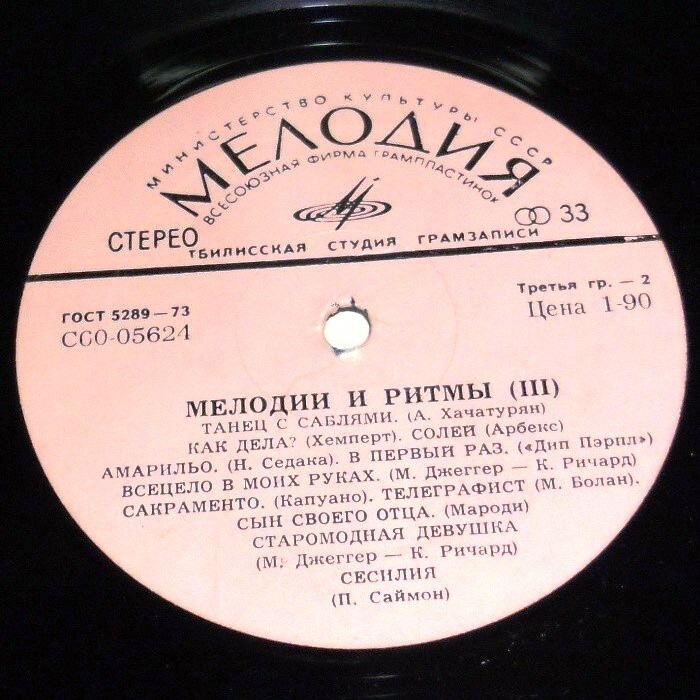 МИНИСТЕРСТВО КУЛЬТУРЫ СССР
МЕЛОДИЯ
ВСЕСОЮЗНАЯ ФИРМА ГРАМПЛАСТИНОК
СТЕРЕО
33
ТБИЛИССКАЯ СТУДИЯ ГРАМЗАПИСИ
ГОСТ 5289—73
Третья гр. — 2
СС0-05624
Цена 1-90
МЕЛОДИИ И РИТМЫ (III)
ТАНЕЦ С САБЛЯМИ. (А. Хачатурян)
КАК ДЕЛА? (Хемперт). СОЛЕЙ (Арбекс)
АМАРИЛЬО. (Н. Седака). В ПЕРВЫЙ РАЗ. («Дип Пэрпл»)
ВСЕЦЕЛО В МОИХ РУКАХ. (М. Джеггер — К. Ричард)
САКРАМЕНТО. (Капуано). ТЕЛЕГРАФИСТ (М. Болан).
СЫН СВОЕГО ОТЦА. (Мароди)
СТАРОМОДНАЯ ДЕВУШКА
(М. Джеггер — К. Ричард)
СЕСИЛИЯ
(П. Саймон)